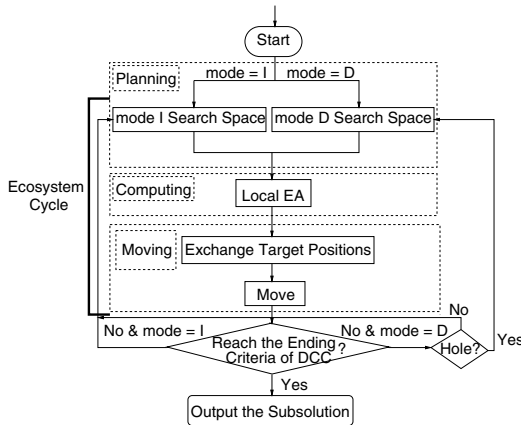 Start
Planning
mode = I
mode = D
mode I Search Space
mode D Search Space
Ecosystem
Cycle
Computing
Local EA
Moving
Exchange Target Positions
Move
No
No & mode = I
Reach the Ending
Criteria of DCC
?
No & mode = D
Hole?
Yes
Yes
Output the Subsolution